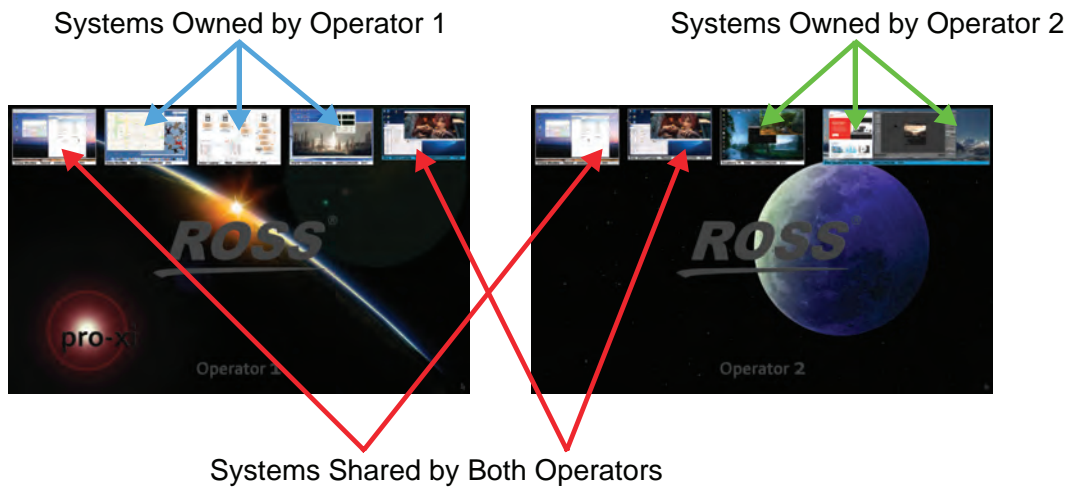 Systems Owned by Operator 1
Systems Owned by Operator 2
ROSS®
ROSS
pro-xi
Operator 1
Operator 2
Systems Shared by Both Operators